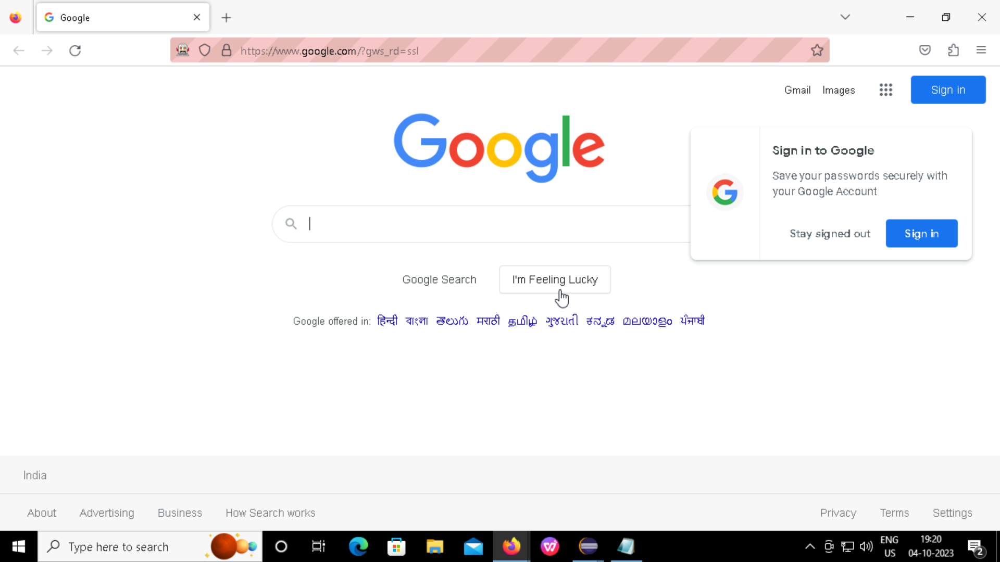 Google
https://www.google.com/?gws_rd=ssl
Gmail Images Sign in
Google
Sign in to Google
Save your passwords securely with
your Google Account
Stay signed out Sign in
Google Search I'm Feeling Lucky
Google offered in: हिन्दी বাংলা తెలుగు मराठी தமிழ் ગુજરાતી ಕನ್ನಡ മലയാളം ਪੰਜਾਬੀ
India
About Advertising Business How Search works Privacy Terms Settings
Type here to search
ENG
US
19:20
04-10-2023
2